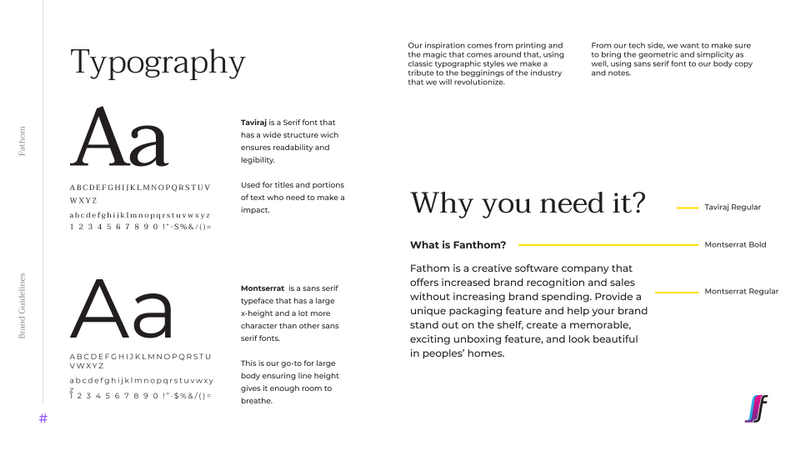 Fathom
Brand Guidelines
#
Typography
Aa
ABCDEFGHIJKLMNOPQRSTUV
WXYZ
abcdefghijklmnopqrstuvwxyz
1 2 3 4 5 6 7 8 9 0 !"·$%&/()=
Taviraj is a Serif font that
has a wide structure wich
ensures readability and
legibility.
Used for titles and portions
of text who need to make a
impact.
Aa
ABCDEFGHIJKLMNOPQRSTU
VWXYZ
abcdefghijklmnopqrstuvwxy
z
1 2 3 4 5 6 7 8 9 0 !"·$%&/()=
Montserrat is a sans serif
typeface that has a large
x-height and a lot more
character than other sans
serif fonts.
This is our go-to for large
body ensuring line height
gives it enough room to
breathe.
Our inspiration comes from printing and
the magic that comes around that, using
classic typographic styles we make a
tribute to the begginings of the industry
that we will revolutionize.
From our tech side, we want to make sure
to bring the geometric and simplicity as
well, using sans serif font to our body copy
and notes.
Why you need it?
Taviraj Regular
What is Fanthom?
Montserrat Bold
Fathom is a creative software company that
offers increased brand recognition and sales
without increasing brand spending. Provide a
unique packaging feature and help your brand
stand out on the shelf, create a memorable,
exciting unboxing feature, and look beautiful
in peoples' homes.
Montserrat Regular
f